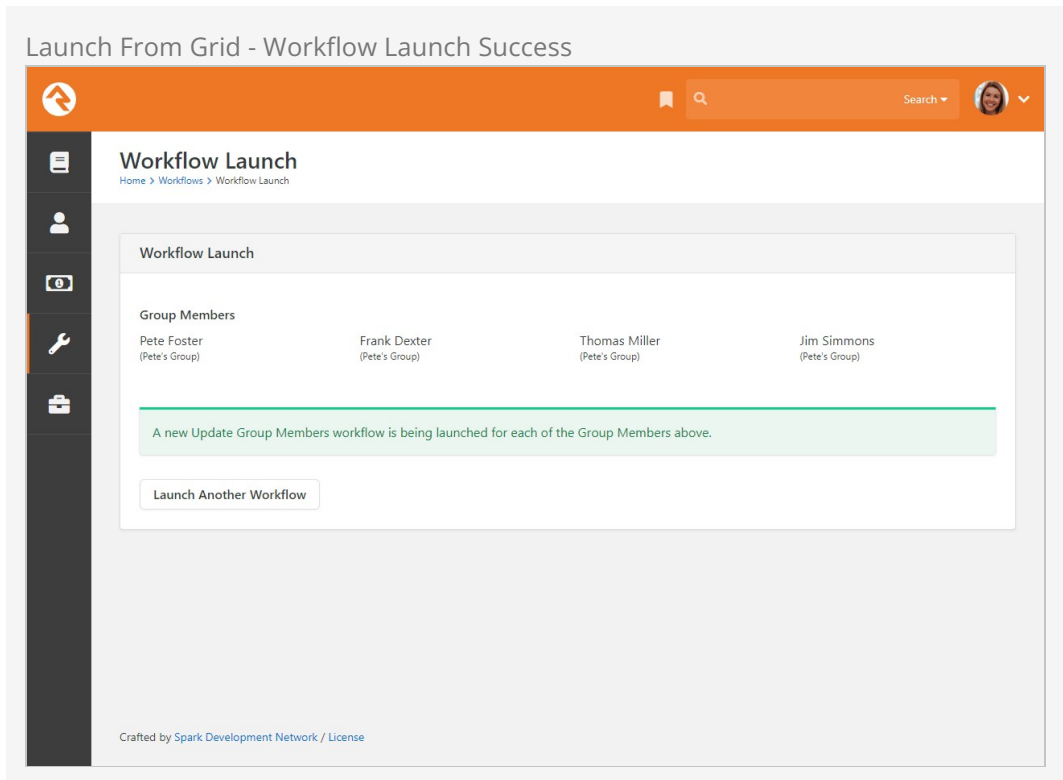 Launch From Grid - Workflow Launch Success
Search
Workflow Launch
Home > Workflows > Workflow Launch
Workflow Launch
Group Members
Pete Foster Frank Dexter Thomas Miller Jim Simmons
(Pete's Group) (Pete's Group) (Pete's Group) (Pete's Group)
A new Update Group Members workflow is being launched for each of the Group Members above.
Launch Another Workflow
Crafted by Spark Development Network / License